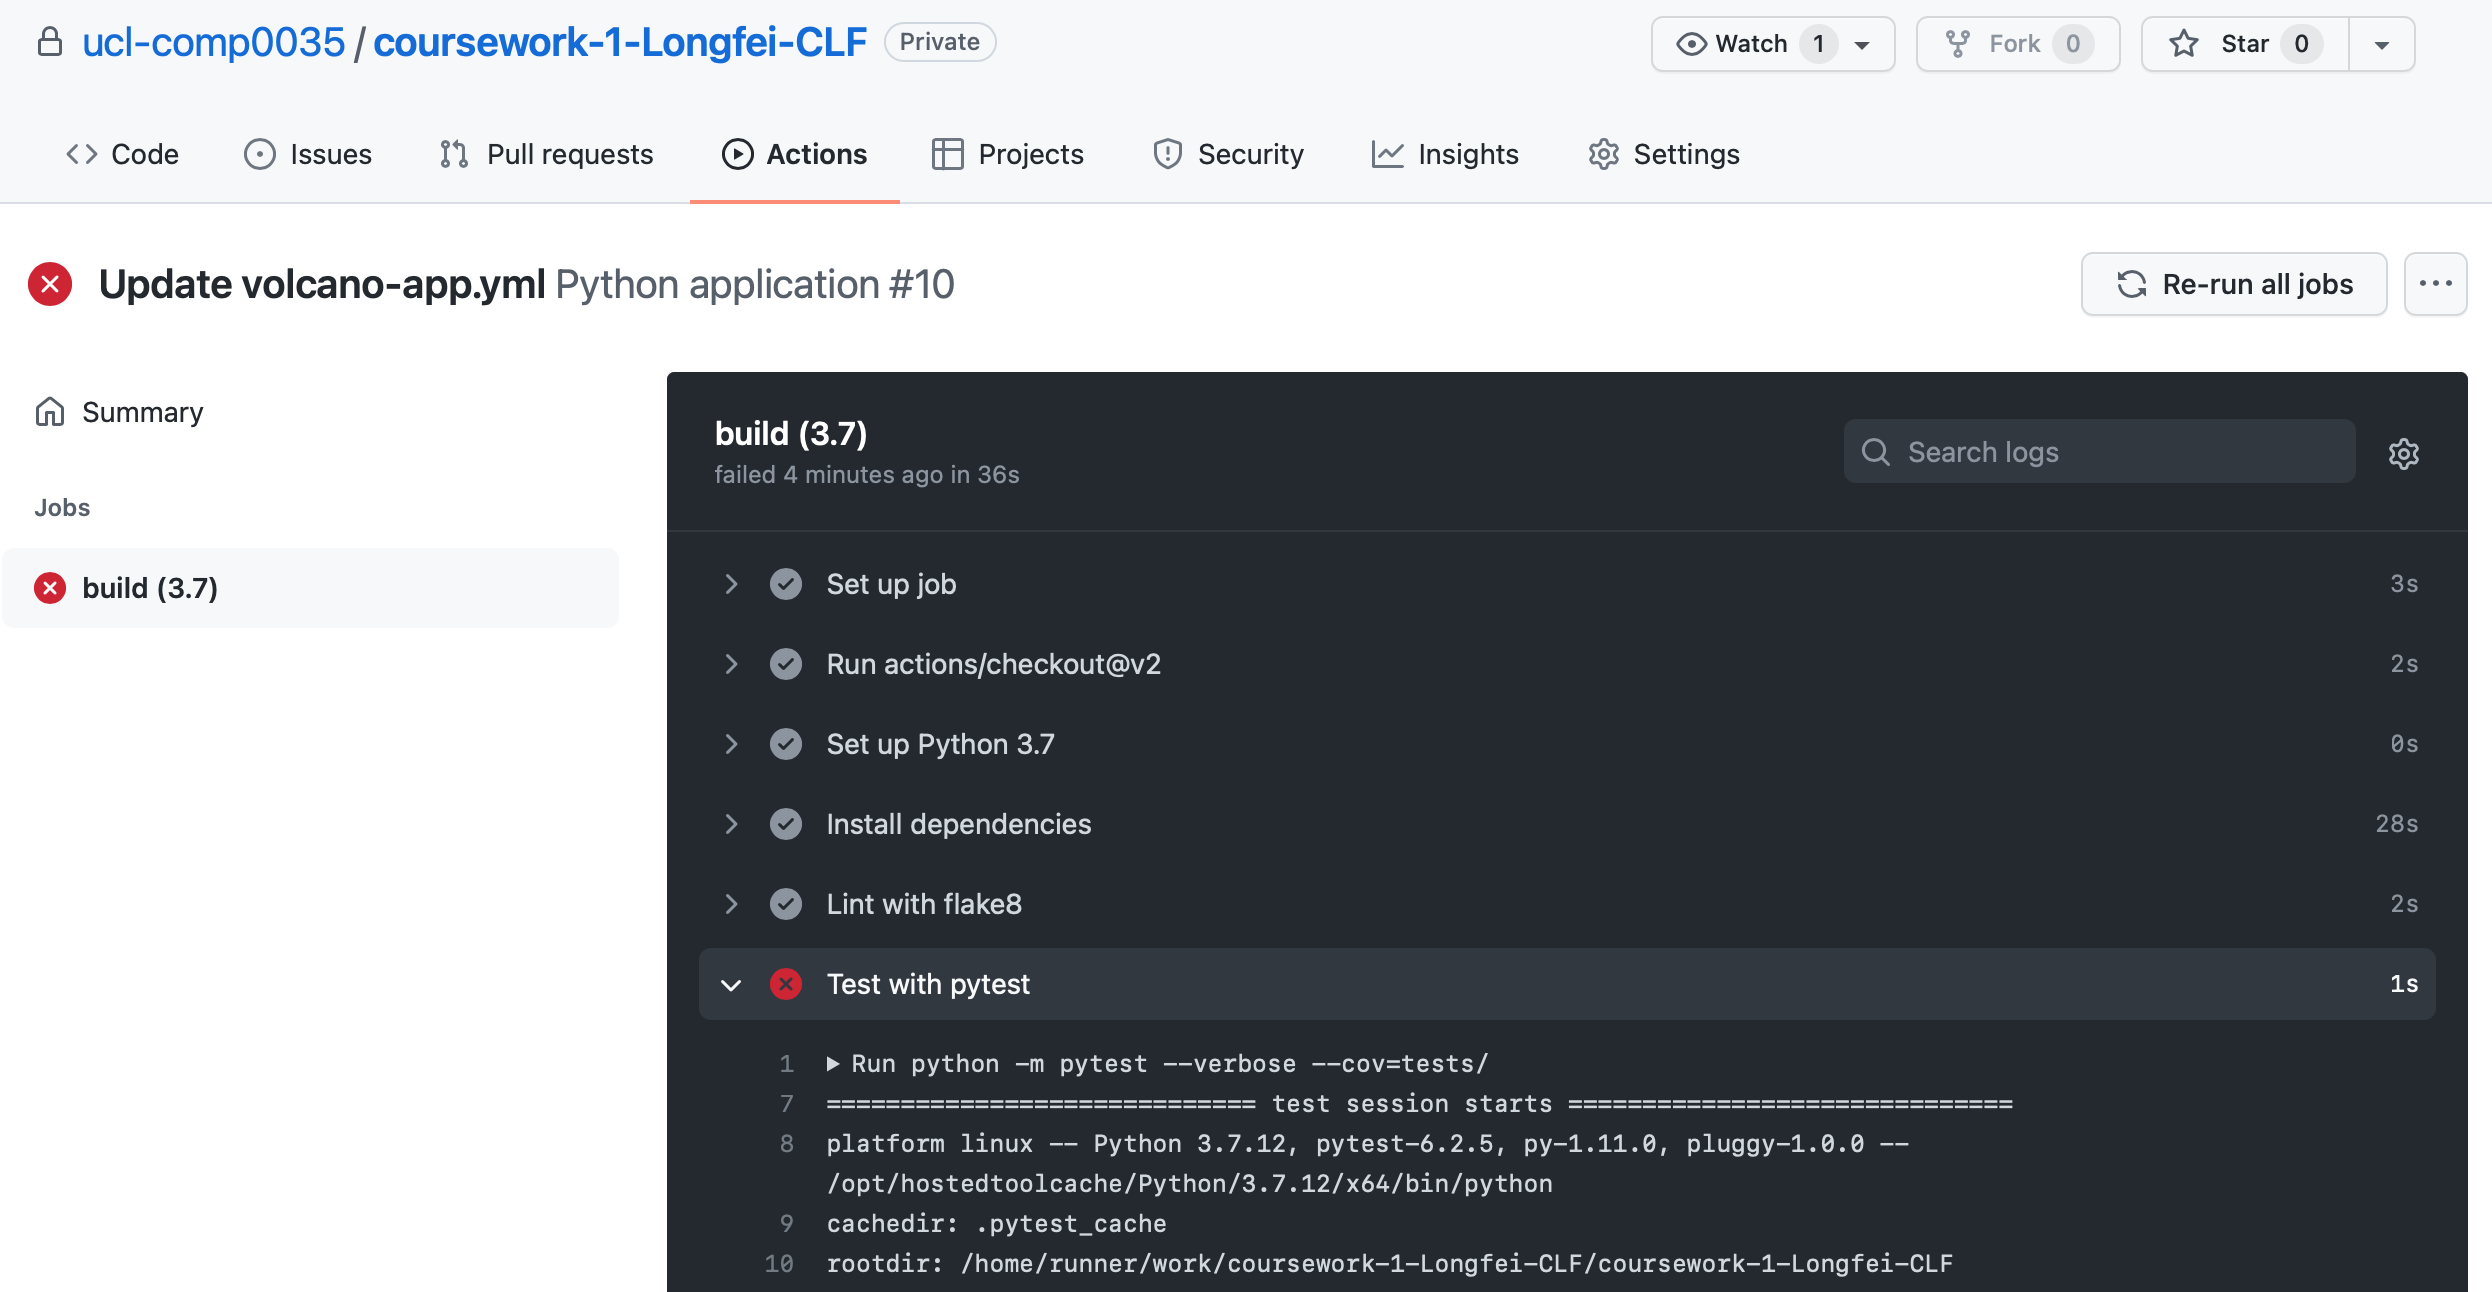 ucl-comp0035 / coursework-1-Longfei-CLF Private Watch 1 Fork 0 Star 0
Code Issues Pull requests Actions Projects Security Insights Settings
Update volcano-app.yml Python application #10 Re-run all jobs
Summary
Jobs
build (3.7)
build (3.7)
failed 4 minutes ago in 36s
Search logs
Set up job 3s
Run actions/checkout@v2 2s
Set up Python 3.7 0s
Install dependencies 28s
Lint with flake8 2s
Test with pytest 1s
1 Run python -m pytest --verbose --cov=tests/
7 ============================= test session starts ==============================
8 platform linux -- Python 3.7.12, pytest-6.2.5, py-1.11.0, pluggy-1.0.0 --
/opt/hostedtoolcache/Python/3.7.12/x64/bin/python
9 cachedir: .pytest_cache
10 rootdir: /home/runner/work/coursework-1-Longfei-CLF/coursework-1-Longfei-CLF